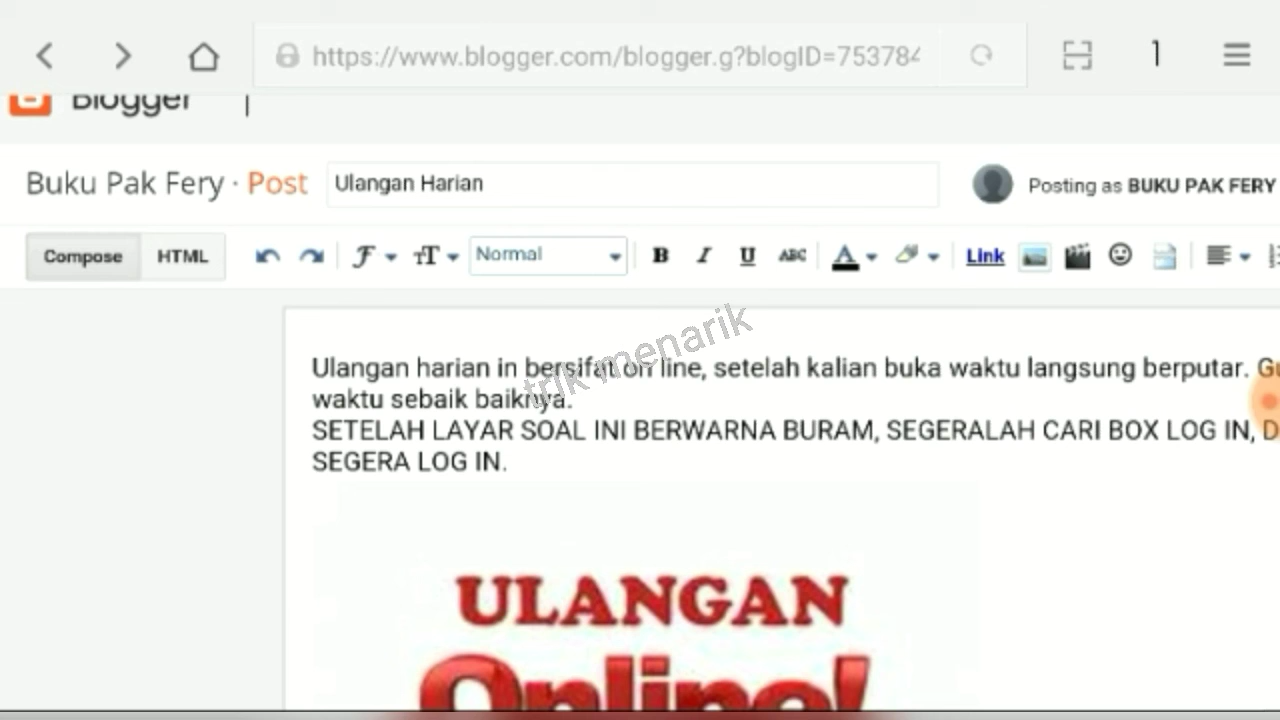 https://www.blogger.com/blogger.g?blogID=753784
1
Blogger
Buku Pak Fery · Post
Ulangan Harian
Posting as BUKU PAK FERY
Compose HTML
Normal
B I U ABC A Link
trik menarik
Ulangan harian in bersifat on line, setelah kalian buka waktu langsung berputar.
waktu sebaik baiknya.
SETELAH LAYAR SOAL INI BERWARNA BURAM, SEGERALAH CARI BOX LOG IN,
SEGERA LOG IN.
ULANGAN
Online!